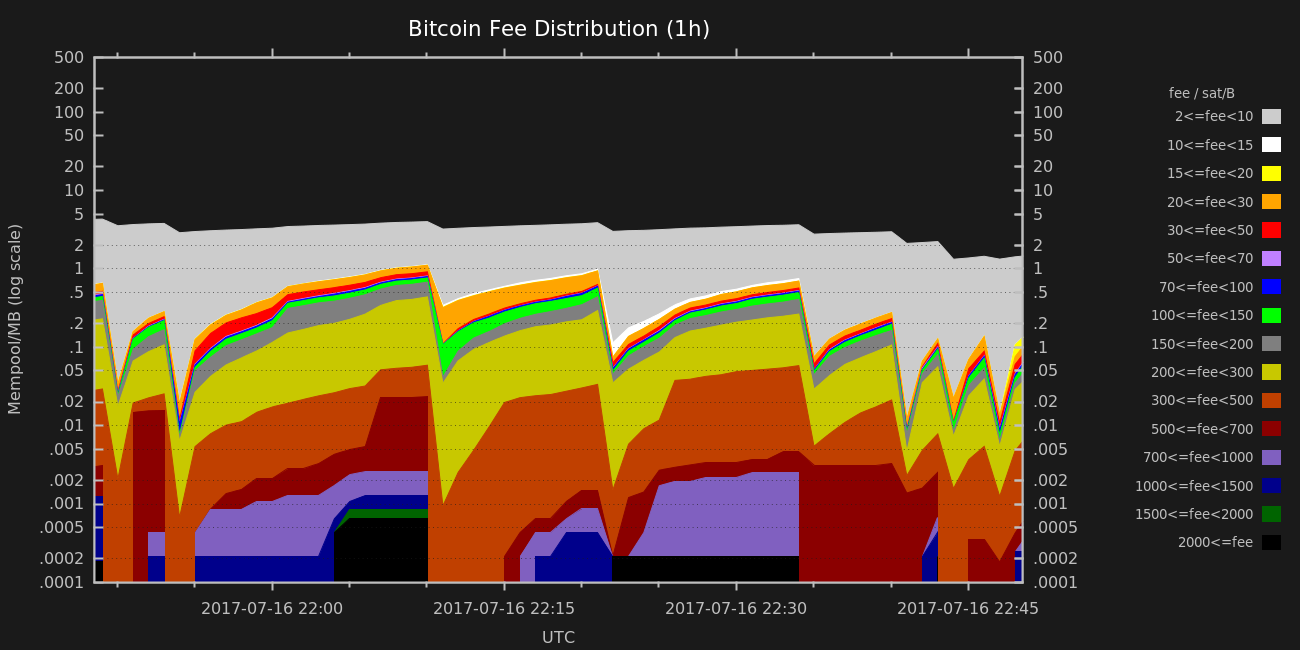 Bitcoin Fee Distribution (1h)
500
200
100
50
20
10
5
2
1
.5
.2
.1
.05
.02
.01
.005
.002
.001
.0005
.0002
.0001
Mempool/MB (log scale)
500
200
100
50
20
10
5
2
1
.5
.2
.1
.05
.02
.01
.005
.002
.001
.0005
.0002
.0001
2017-07-16 22:00
2017-07-16 22:15
2017-07-16 22:30
2017-07-16 22:45
UTC
fee / sat/B
2<=fee<10
10<=fee<15
15<=fee<20
20<=fee<30
30<=fee<50
50<=fee<70
70<=fee<100
100<=fee<150
150<=fee<200
200<=fee<300
300<=fee<500
500<=fee<700
700<=fee<1000
1000<=fee<1500
1500<=fee<2000
2000<=fee